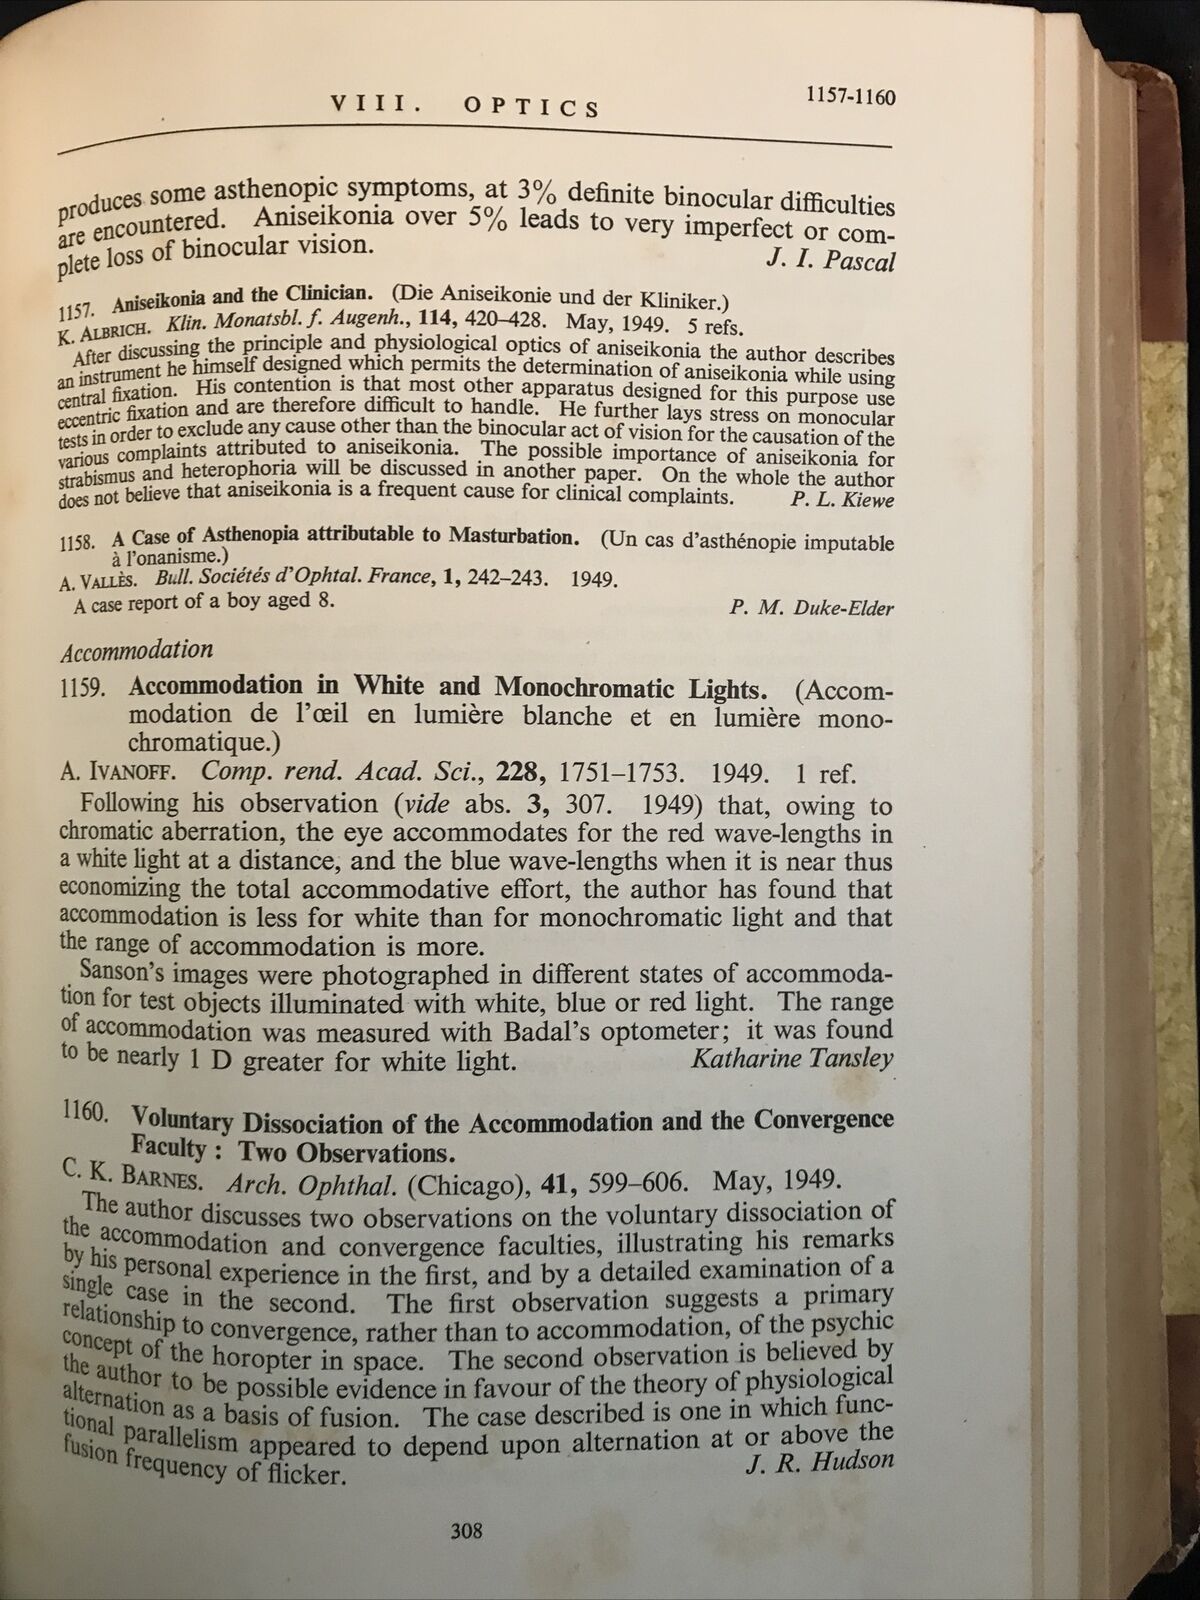 VIII. OPTICS
1157-1160
produces some asthenopic symptoms, at 3% definite binocular difficulties
are encountered. Aniseikonia over 5% leads to very imperfect or com-
plete loss of binocular vision.
J. I. Pascal
1157. Aniseikonia and the Clinician. (Die Aniseikonie und der Kliniker.)
K. ALBRICH. Klin. Monatsbl. f. Augenh., 114, 420–428. May, 1949. 5 refs.
After discussing the principle and physiological optics of aniseikonia the author describes
an instrument he himself designed which permits the determination of aniseikonia while using
central fixation. His contention is that most other apparatus designed for this purpose use
eccentric fixation and are therefore difficult to handle. He further lays stress on monocular
tests in order to exclude any cause other than the binocular act of vision for the causation of the
various complaints attributed to aniseikonia. The possible importance of aniseikonia for
strabismus and heterophoria will be discussed in another paper. On the whole the author
does not believe that aniseikonia is a frequent cause for clinical complaints. P. L. Kiewe
1158. A Case of Asthenopia attributable to Masturbation. (Un cas d'asthénopie imputable
à l'onanisme.)
A. VALLÈS. Bull. Sociétés d'Ophtal. France, 1, 242–243. 1949.
A case report of a boy aged 8. P. M. Duke-Elder
Accommodation
1159. Accommodation in White and Monochromatic Lights. (Accom-
modation de l'œil en lumière blanche et en lumière mono-
chromatique.)
A. IVANOFF. Comp. rend. Acad. Sci., 228, 1751–1753. 1949. 1 ref.
Following his observation (vide abs. 3, 307. 1949) that, owing to
chromatic aberration, the eye accommodates for the red wave-lengths in
a white light at a distance, and the blue wave-lengths when it is near thus
economizing the total accommodative effort, the author has found that
accommodation is less for white than for monochromatic light and that
the range of accommodation is more.
Sanson's images were photographed in different states of accommoda-
tion for test objects illuminated with white, blue or red light. The range
of accommodation was measured with Badal's optometer; it was found
to be nearly 1 D greater for white light. Katharine Tansley
1160. Voluntary Dissociation of the Accommodation and the Convergence
Faculty : Two Observations.
C. K. BARNES. Arch. Ophthal. (Chicago), 41, 599–606. May, 1949.
The author discusses two observations on the voluntary dissociation of
the accommodation and convergence faculties, illustrating his remarks
by his personal experience in the first, and by a detailed examination of a
single case in the second. The first observation suggests a primary
relationship to convergence, rather than to accommodation, of the psychic
concept of the horopter in space. The second observation is believed by
the author to be possible evidence in favour of the theory of physiological
alternation as a basis of fusion. The case described is one in which func-
tional parallelism appeared to depend upon alternation at or above the
fusion frequency of flicker. J. R. Hudson
308